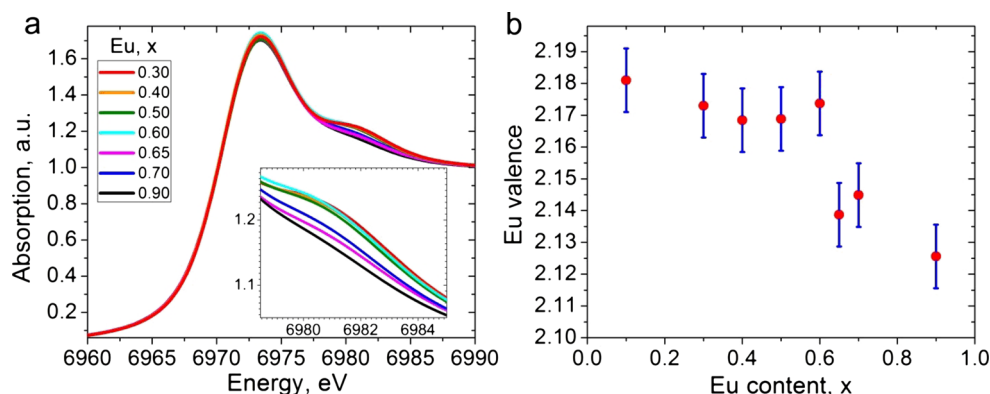 a
Absorption, a.u.
1.6
1.4
1.2
1.0
0.8
0.6
0.4
0.2
Eu, x
0.30
0.40
0.50
0.60
0.65
0.70
0.90
1.2
1.1
6980 6982 6984
6960 6965 6970 6975 6980 6985 6990
Energy, eV
b
Eu valence
2.19
2.18
2.17
2.16
2.15
2.14
2.13
2.12
2.11
2.10
0.0 0.2 0.4 0.6 0.8 1.0
Eu content, x